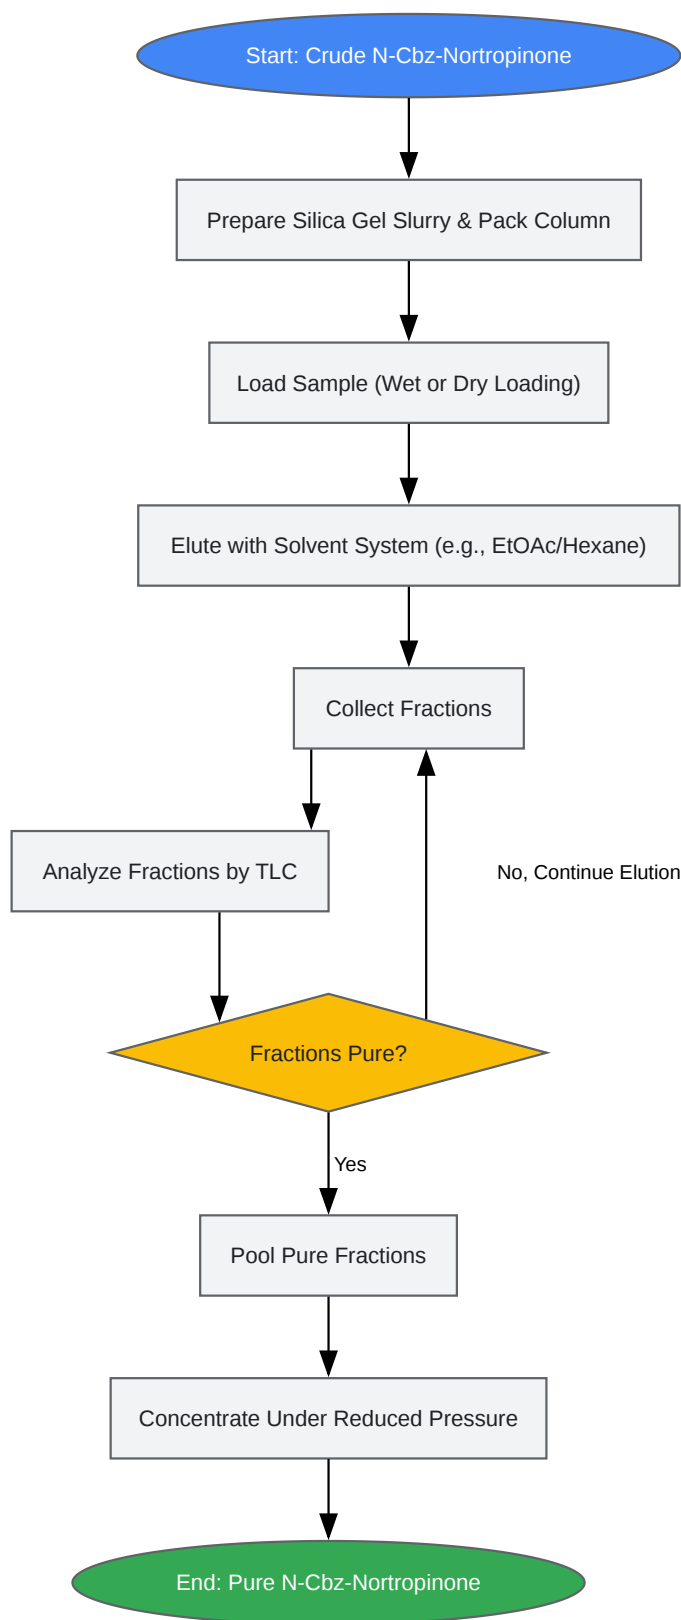 Start: Crude N-Cbz-Nortropinone
Prepare Silica Gel Slurry & Pack Column
Load Sample (Wet or Dry Loading)
Elute with Solvent System (e.g., EtOAc/Hexane)
Collect Fractions
Analyze Fractions by TLC
No, Continue Elution
Fractions Pure?
Yes
Pool Pure Fractions
Concentrate Under Reduced Pressure
End: Pure N-Cbz-Nortropinone